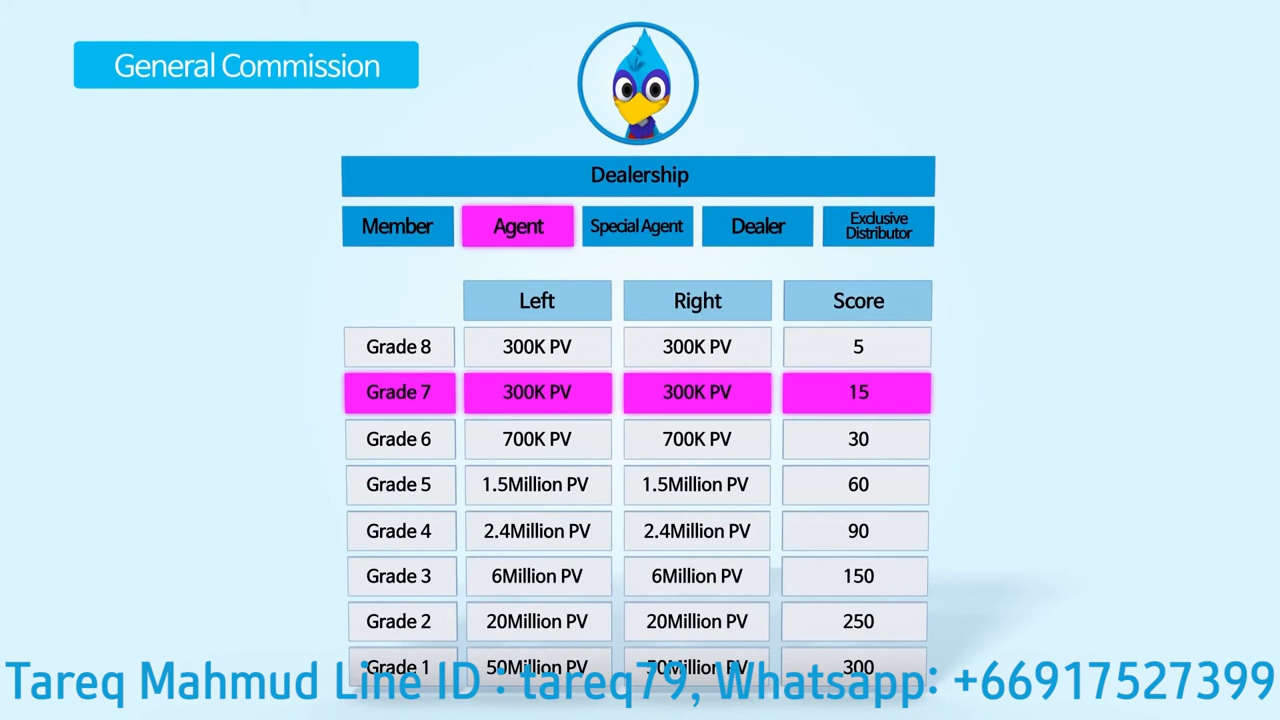 General Commission
Dealership
Member Agent Special Agent Dealer Exclusive Distributor
Left Right Score
Grade 8 300K PV 300K PV 5
Grade 7 300K PV 300K PV 15
Grade 6 700K PV 700K PV 30
Grade 5 1.5Million PV 1.5Million PV 60
Grade 4 2.4Million PV 2.4Million PV 90
Grade 3 6Million PV 6Million PV 150
Grade 2 20Million PV 20Million PV 250
Grade 1 50Million PV 50Million PV 300
Tareq Mahmud Line ID : tareq79, Whatsapp: +66917527399